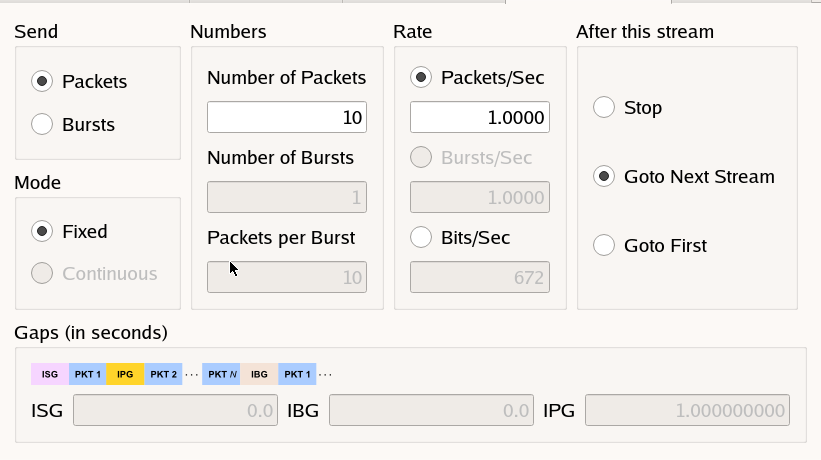 Send
Packets
Bursts
Mode
Fixed
Continuous
Numbers
Number of Packets
10
Number of Bursts
1
Packets per Burst
10
Rate
Packets/Sec
1.0000
Bursts/Sec
1.0000
Bits/Sec
672
After this stream
Stop
Goto Next Stream
Goto First
Gaps (in seconds)
ISG PKT 1 IPG PKT 2 ··· PKT N IBG PKT 1 ···
ISG 0.0 IBG 0.0 IPG 1.000000000